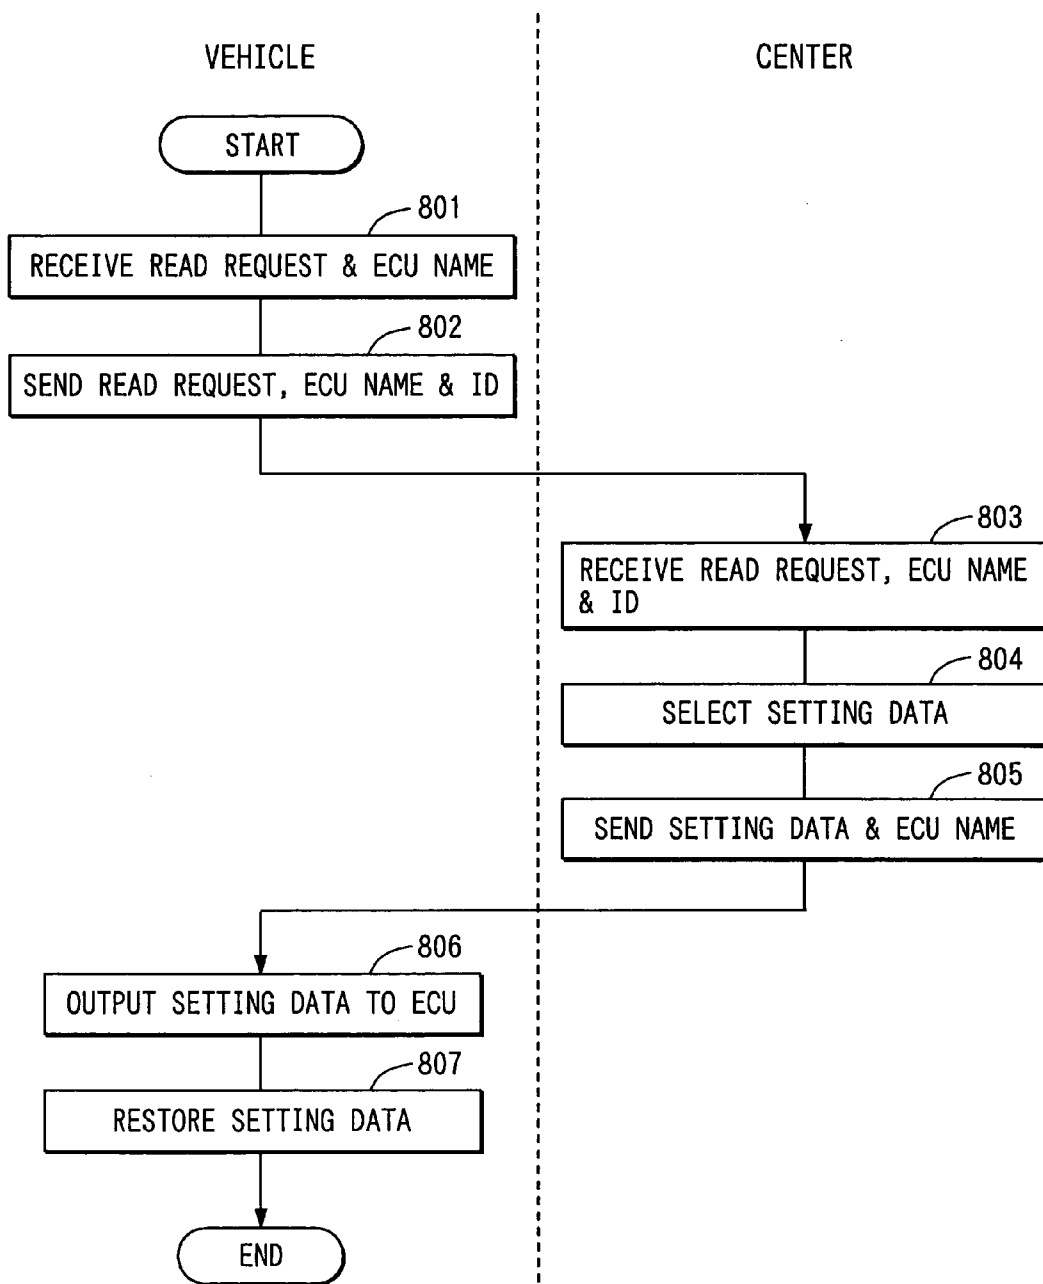 VEHICLE
CENTER
START
801
RECEIVE READ REQUEST & ECU NAME
802
SEND READ REQUEST, ECU NAME & ID
803
RECEIVE READ REQUEST, ECU NAME
& ID
804
SELECT SETTING DATA
805
SEND SETTING DATA & ECU NAME
806
OUTPUT SETTING DATA TO ECU
807
RESTORE SETTING DATA
END